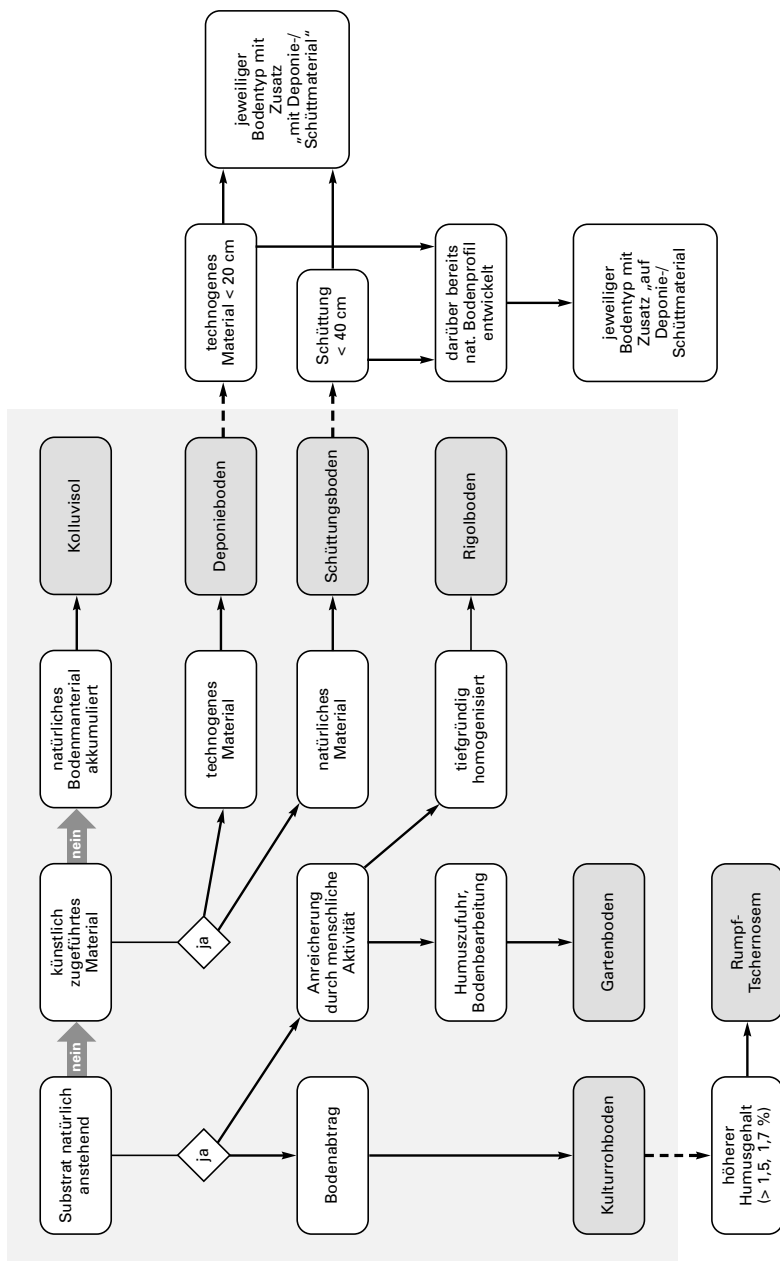 Substrat natürlich
anstehend
nein
künstlich
zugeführtes
Material
nein
natürliches
Bodenmanterial
akkumuliert
Kolluvisol
ja
ja
technogenes
Material
Deponieboden
technogenes
Material < 20 cm
jeweiliger
Bodentyp mit
Zusatz
„mit Deponie-/
Schüttmaterial“
Bodenabtrag
Anreicherung
durch menschliche
Aktivität
natürliches
Material
Schüttungsboden
Schüttung
< 40 cm
Humuszufuhr,
Bodenbearbeitung
tiefgründig
homogenisiert
Rigolboden
darüber bereits
nat. Bodenprofil
entwickelt
Kulturrohboden
Gartenboden
jeweiliger
Bodentyp mit
Zusatz „auf
Deponie-/
Schüttmaterial
höherer
Humusgehalt
(> 1,5, 1,7 %)
Rumpf-
Tschernosem